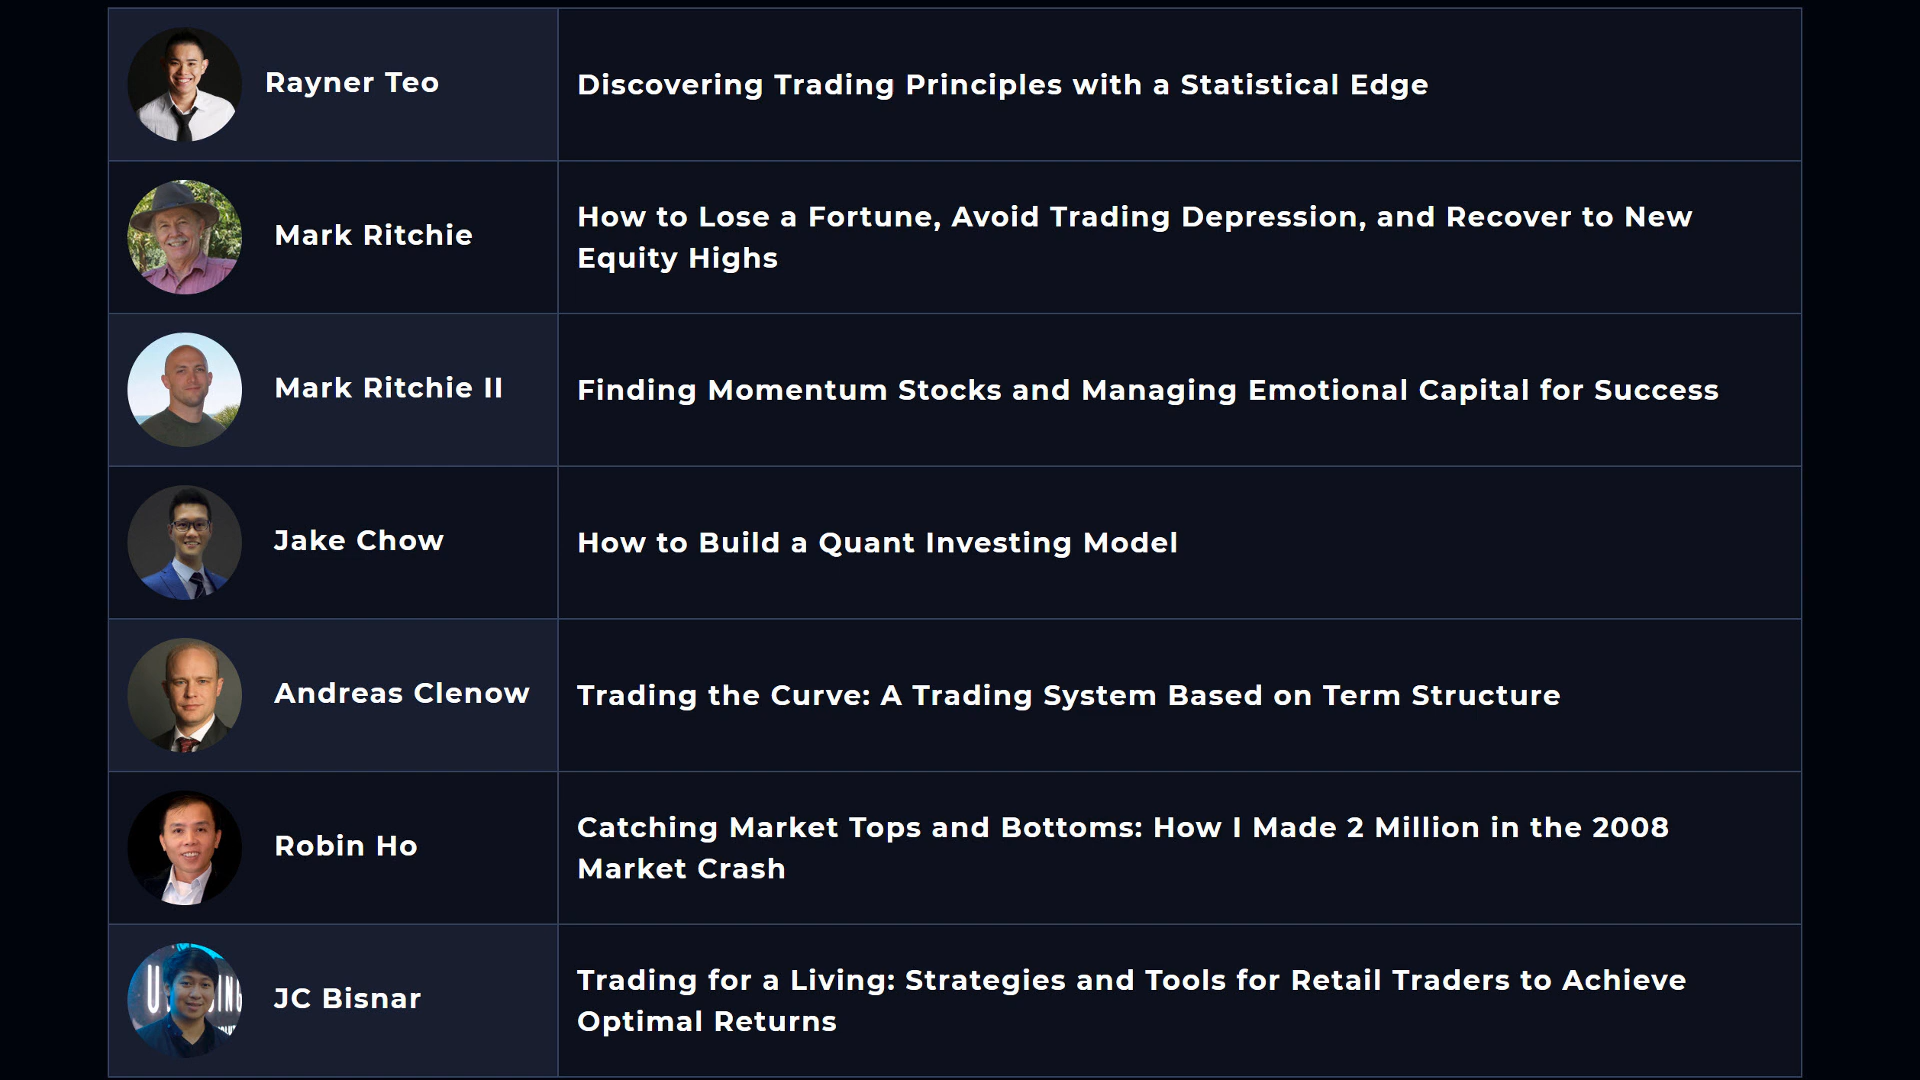 Rayner Teo
Discovering Trading Principles with a Statistical Edge
Mark Ritchie
How to Lose a Fortune, Avoid Trading Depression, and Recover to New
Equity Highs
Mark Ritchie II
Finding Momentum Stocks and Managing Emotional Capital for Success
Jake Chow
How to Build a Quant Investing Model
Andreas Clenow
Trading the Curve: A Trading System Based on Term Structure
Robin Ho
Catching Market Tops and Bottoms: How I Made 2 Million in the 2008
Market Crash
JC Bisnar
Trading for a Living: Strategies and Tools for Retail Traders to Achieve
Optimal Returns